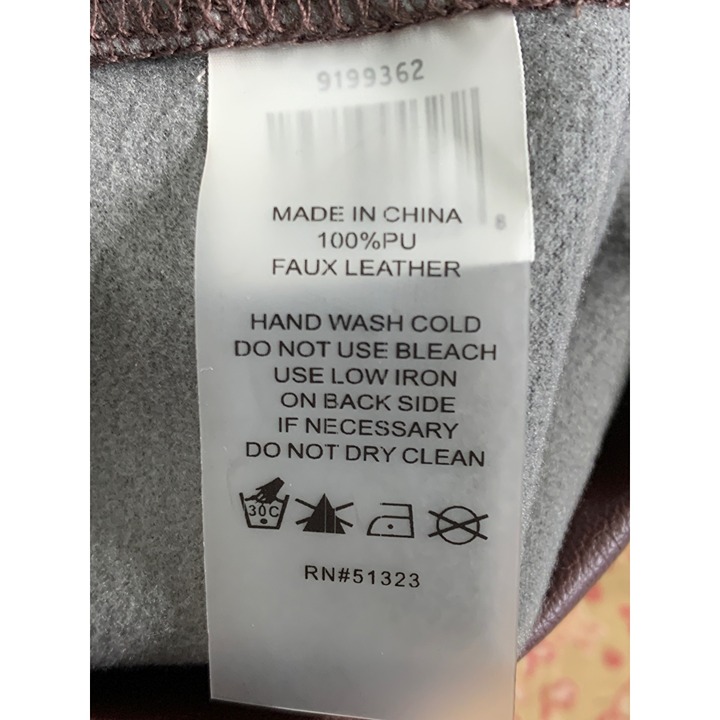 9199362
6
MADE IN CHINA
100%PU
FAUX LEATHER
HAND WASH COLD
DO NOT USE BLEACH
USE LOW IRON
ON BACK SIDE
IF NECESSARY
DO NOT DRY CLEAN
30C
RN#51323